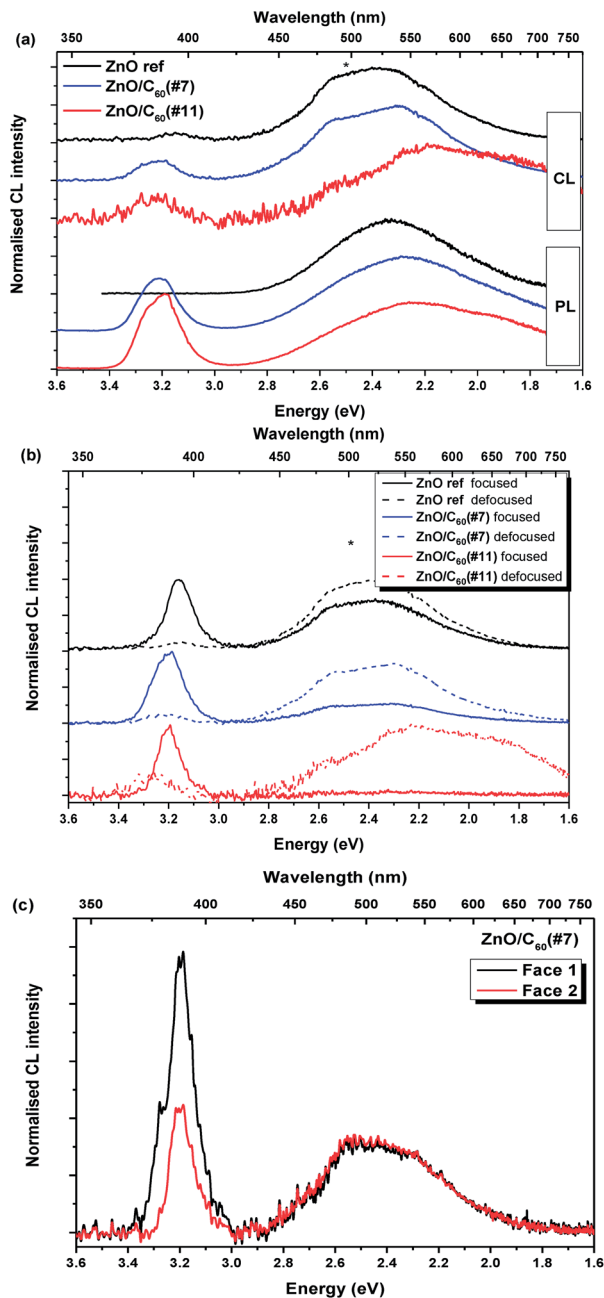 Wavelength (nm)
(a)
350 400 450 500 550 600 650 700 750
*
ZnO ref
ZnO/C60(#7)
ZnO/C60(#11)
CL
PL
Normalised CL intensity
3.6 3.4 3.2 3.0 2.8 2.6 2.4 2.2 2.0 1.8 1.6
Energy (eV)
Wavelength (nm)
(b)
350 400 450 500 550 600 650 700 750
ZnO ref focused
ZnO ref defocused
ZnO/C60(#7) focused
ZnO/C60(#7) defocused
ZnO/C60(#11) focused
ZnO/C60(#11) defocused
*
Normalised CL intensity
3.6 3.4 3.2 3.0 2.8 2.6 2.4 2.2 2.0 1.8 1.6
Energy (eV)
Wavelength (nm)
(c)
350 400 450 500 550 600 650 700 750
ZnO/C60(#7)
Face 1
Face 2
Normalised CL intensity
3.6 3.4 3.2 3.0 2.8 2.6 2.4 2.2 2.0 1.8 1.6
Energy (eV)